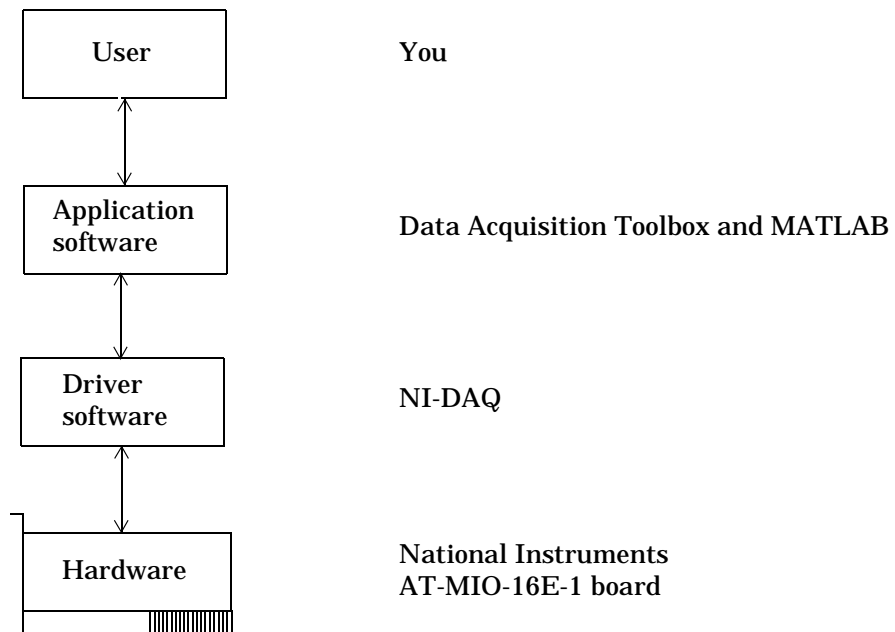 User
You
Application
software
Data Acquisition Toolbox and MATLAB
Driver
software
NI-DAQ
Hardware
National Instruments
AT-MIO-16E-1 board